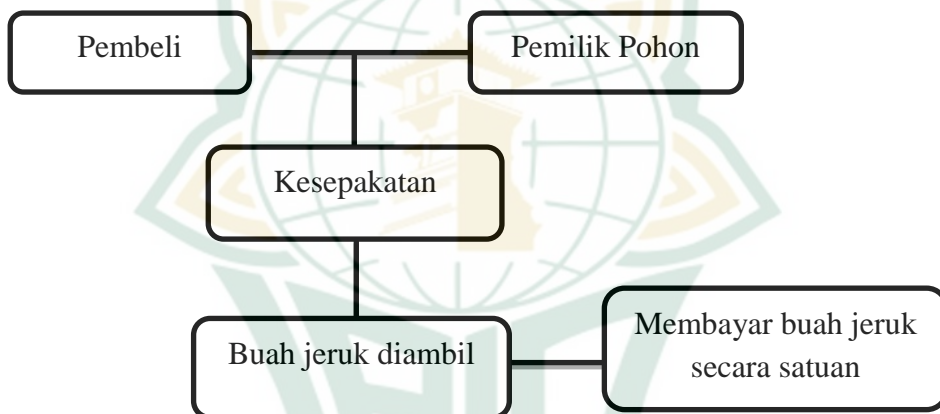 Pembeli
Pemilik Pohon
Kesepakatan
Buah jeruk diambil
Membayar buah jeruk
secara satuan